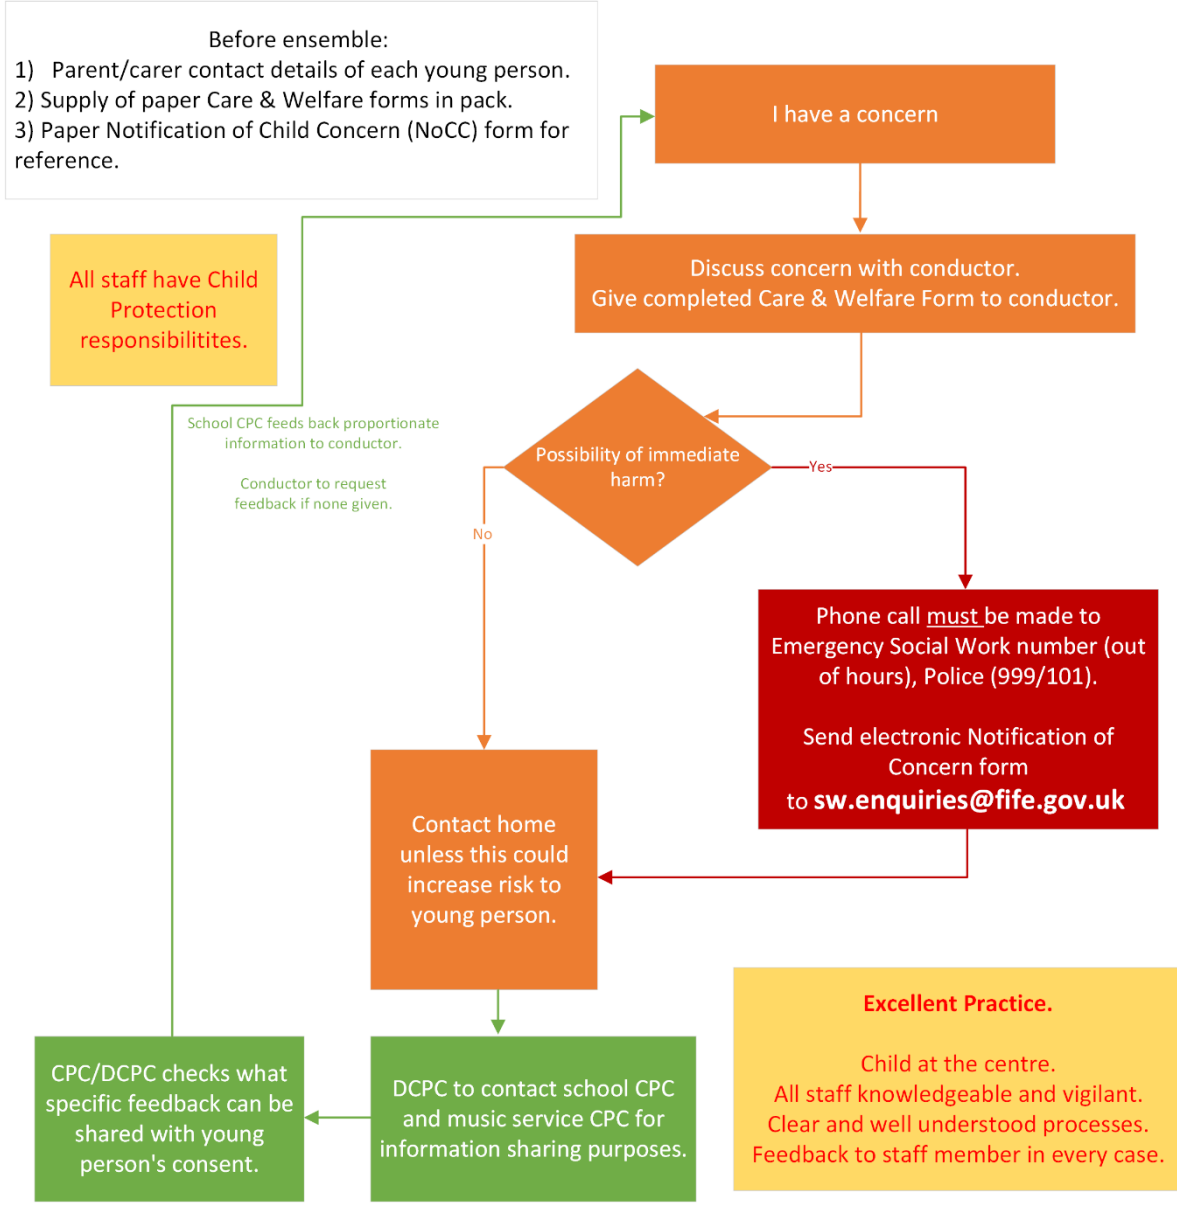 Before ensemble:
1) Parent/carer contact details of each young person.
2) Supply of paper Care & Welfare forms in pack.
3) Paper Notification of Child Concern (NoCC) form for
reference.
I have a concern
All staff have Child
Protection
responsibilitites.
Discuss concern with conductor.
Give completed Care & Welfare Form to conductor.
School CPC feeds back proportionate
information to conductor.
Conductor to request
feedback if none given.
Possibility of immediate
harm?
Yes
No
Phone call must be made to
Emergency Social Work number (out
of hours), Police (999/101).
Send electronic Notification of
Concern form
to sw.enquiries@fife.gov.uk
Contact home
unless this could
increase risk to
young person.
Excellent Practice.
Child at the centre.
All staff knowledgeable and vigilant.
Clear and well understood processes.
Feedback to staff member in every case.
CPC/DCPC checks what
specific feedback can be
shared with young
person's consent.
DCPC to contact school CPC
and music service CPC for
information sharing purposes.